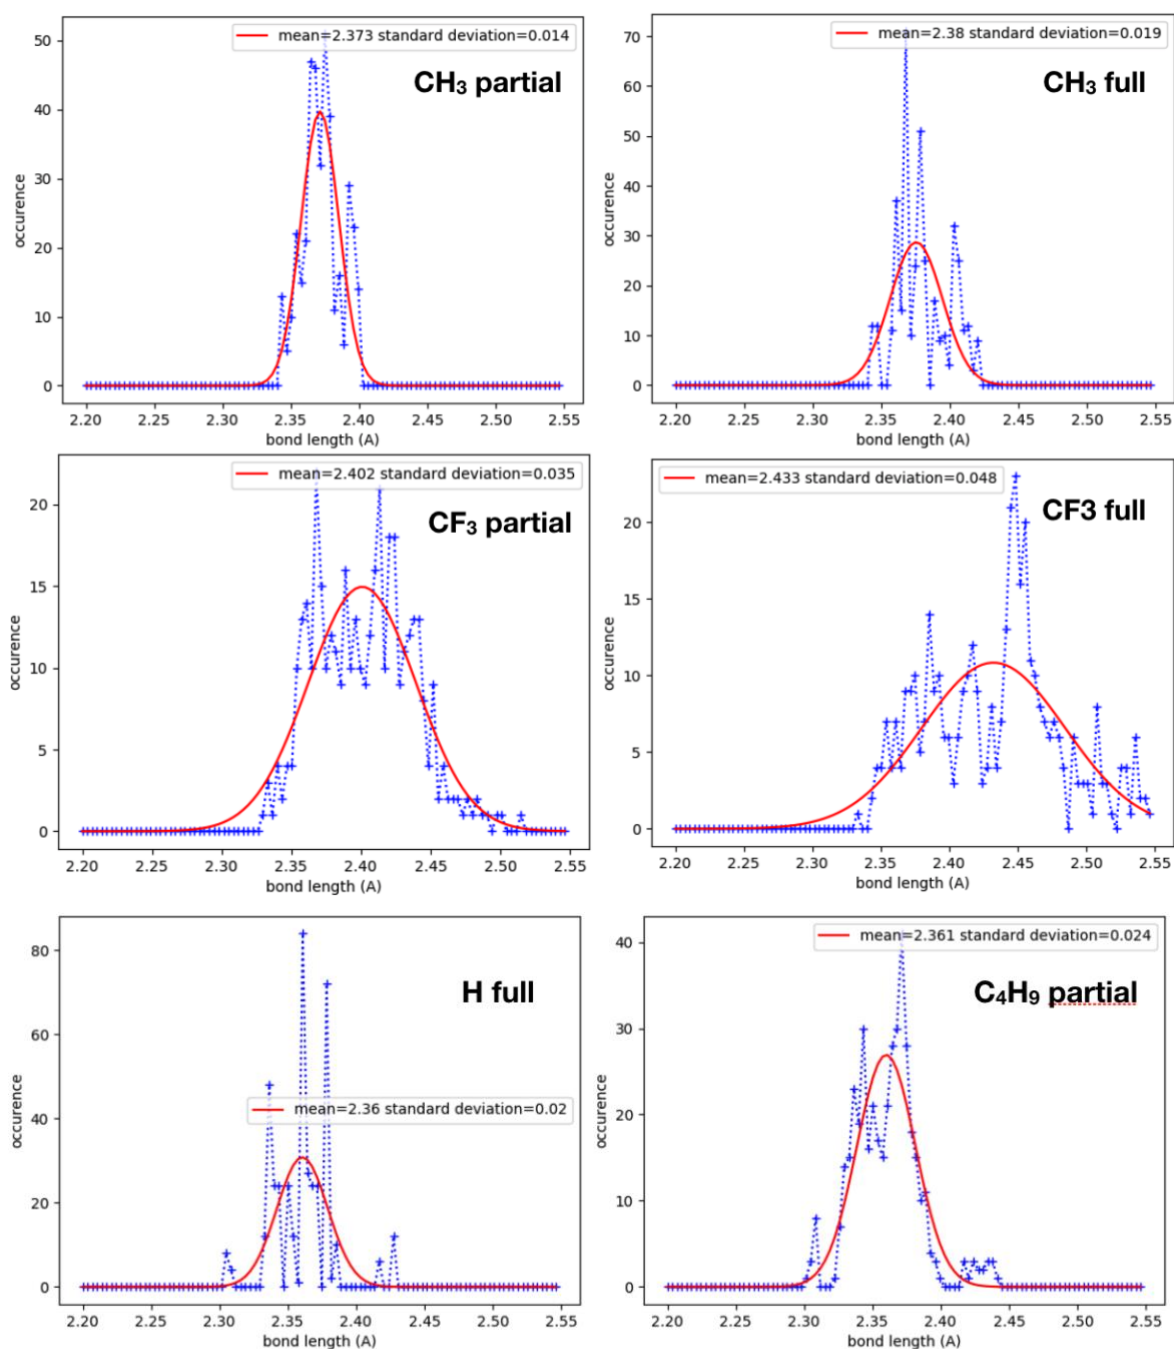 mean=2.373 standard deviation=0.014
CH₃ partial
occurence
50
40
30
20
10
0
2.20 2.25 2.30 2.35 2.40 2.45 2.50 2.55
bond length (A)
mean=2.38 standard deviation=0.019
CH₃ full
occurence
70
60
50
40
30
20
10
0
2.20 2.25 2.30 2.35 2.40 2.45 2.50 2.55
bond length (A)
mean=2.402 standard deviation=0.035
CF₃ partial
occurence
20
15
10
5
0
2.20 2.25 2.30 2.35 2.40 2.45 2.50 2.55
bond length (A)
mean=2.433 standard deviation=0.048
CF3 full
occurence
20
15
10
5
0
2.20 2.25 2.30 2.35 2.40 2.45 2.50 2.55
bond length (A)
H full
mean=2.36 standard deviation=0.02
occurence
80
60
40
20
0
2.20 2.25 2.30 2.35 2.40 2.45 2.50 2.55
bond length (A)
mean=2.361 standard deviation=0.024
C₄H₉ partial
occurence
40
30
20
10
0
2.20 2.25 2.30 2.35 2.40 2.45 2.50 2.55
bond length (A)